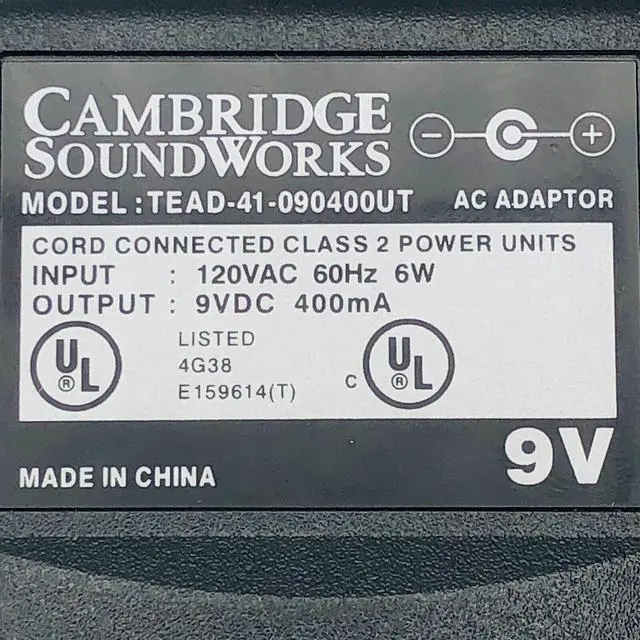 CAMBRIDGE
SOUNDWORKS
MODEL : TEAD-41-090400UT AC ADAPTOR
CORD CONNECTED CLASS 2 POWER UNITS
INPUT : 120VAC 60Hz 6W
OUTPUT : 9VDC 400mA
UL ® LISTED
4G38
E159614(T)
C UL ®
9V
MADE IN CHINA